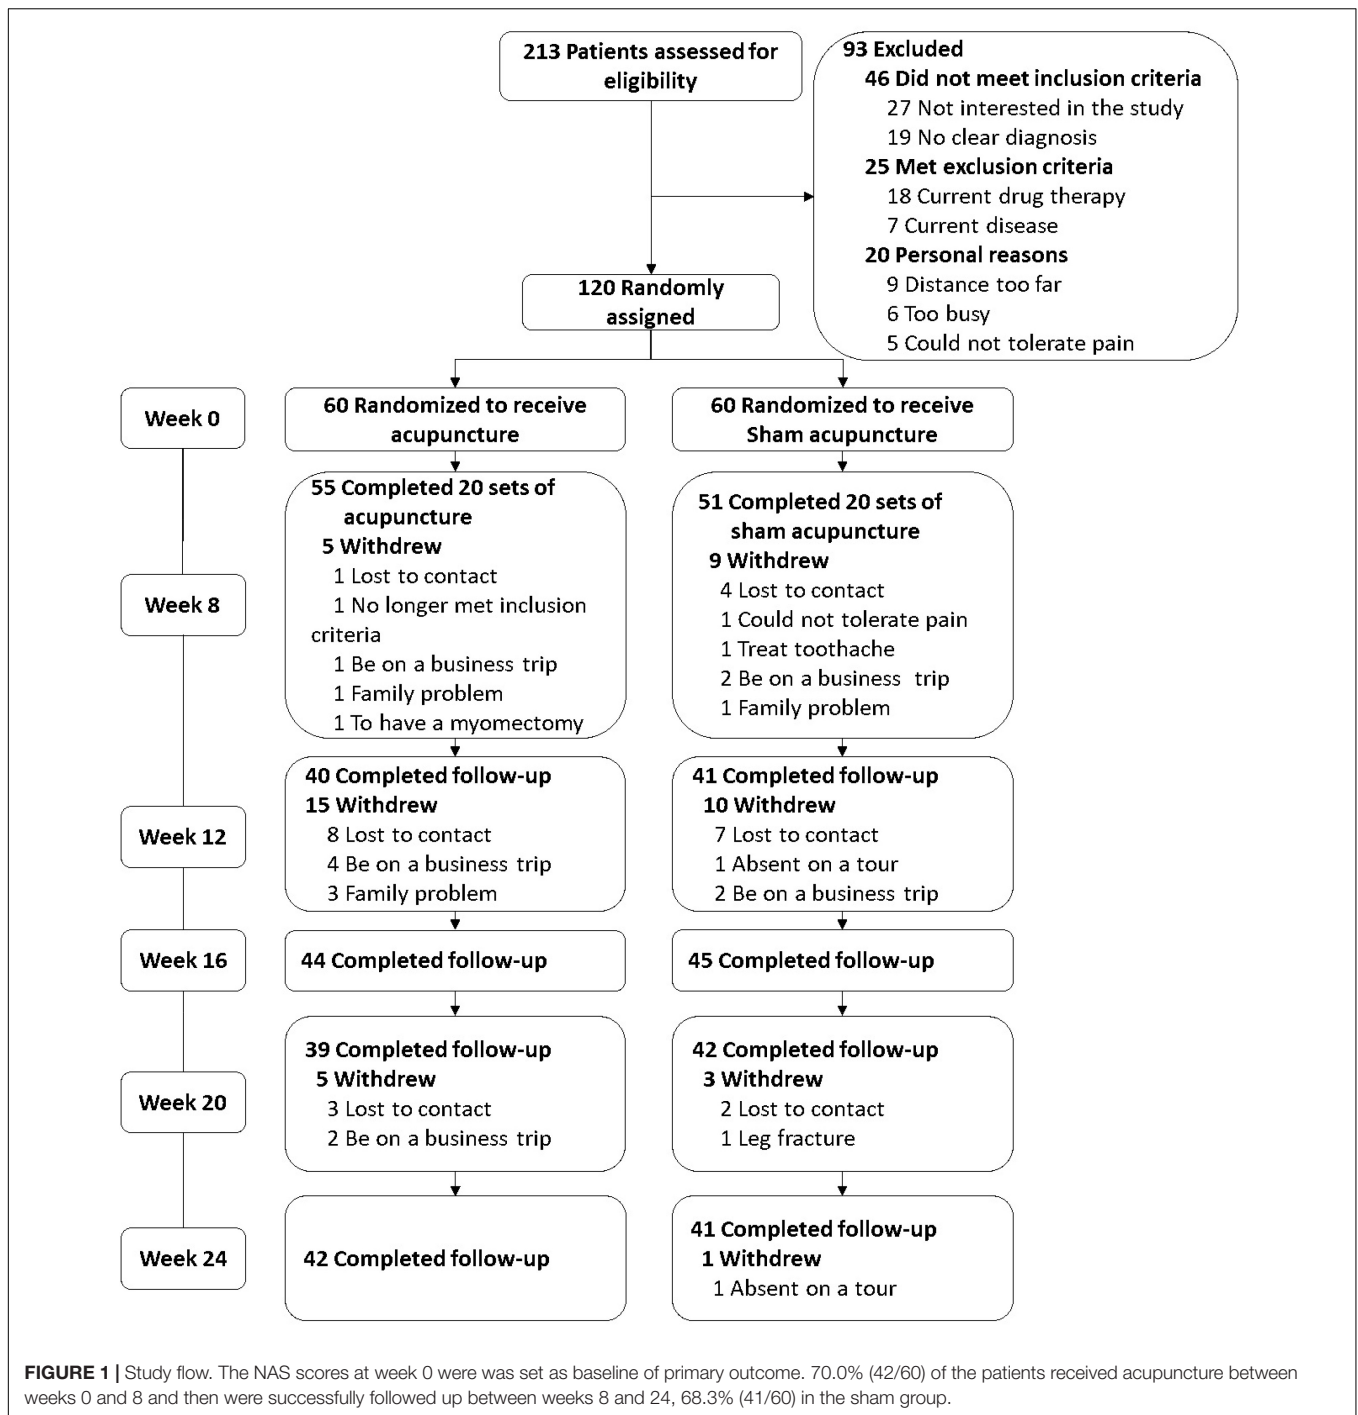 213 Patients assessed for
eligibility
93 Excluded
46 Did not meet inclusion criteria
27 Not interested in the study
19 No clear diagnosis
25 Met exclusion criteria
18 Current drug therapy
7 Current disease
20 Personal reasons
9 Distance too far
6 Too busy
5 Could not tolerate pain
120 Randomly
assigned
Week 0
60 Randomized to receive
acupuncture
60 Randomized to receive
Sham acupuncture
55 Completed 20 sets of
acupuncture
5 Withdrew
1 Lost to contact
1 No longer met inclusion
criteria
1 Be on a business trip
1 Family problem
1 To have a myomectomy
51 Completed 20 sets of
sham acupuncture
9 Withdrew
4 Lost to contact
1 Could not tolerate pain
1 Treat toothache
2 Be on a business trip
1 Family problem
Week 8
40 Completed follow-up
15 Withdrew
8 Lost to contact
4 Be on a business trip
3 Family problem
41 Completed follow-up
10 Withdrew
7 Lost to contact
1 Absent on a tour
2 Be on a business trip
Week 12
Week 16
44 Completed follow-up
45 Completed follow-up
39 Completed follow-up
5 Withdrew
3 Lost to contact
2 Be on a business trip
42 Completed follow-up
3 Withdrew
2 Lost to contact
1 Leg fracture
Week 20
Week 24
42 Completed follow-up
41 Completed follow-up
1 Withdrew
1 Absent on a tour
FIGURE 1 | Study flow. The NAS scores at week 0 were was set as baseline of primary outcome. 70.0% (42/60) of the patients received acupuncture between
weeks 0 and 8 and then were successfully followed up between weeks 8 and 24, 68.3% (41/60) in the sham group.